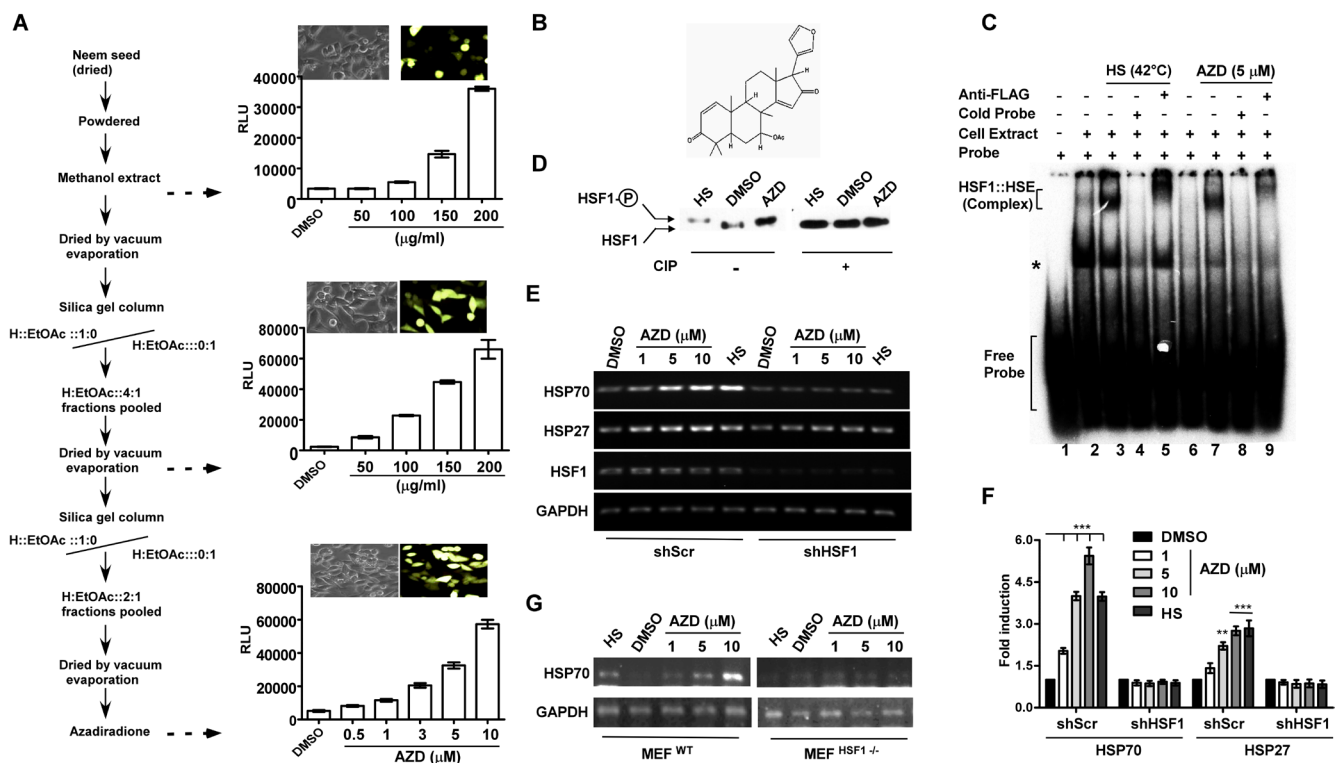 A
Neem seed
(dried)
Powdered
Methanol extract
Dried by vacuum
evaporation
Silica gel column
H::EtOAc ::1:0
H:EtOAc:::0:1
H:EtOAc::4:1
fractions pooled
Dried by vacuum
evaporation
Silica gel column
H::EtOAc ::1:0
H:EtOAc:::0:1
H:EtOAc::2:1
fractions pooled
Dried by vacuum
evaporation
Azadiradione
RLU
40000
30000
20000
10000
0
DMSO 50 100 150 200
(μg/ml)
RLU
80000
60000
40000
20000
0
DMSO 50 100 150 200
(μg/ml)
RLU
80000
60000
40000
20000
0
DMSO 0.5 1 3 5 10
AZD (μM)
B
O
O
O
H
H
H
OAc
C
HS (42°C) AZD (5 μM)
Anti-FLAG - - - - + - - - +
Cold Probe - - - + - - - + -
Cell Extract - + + + + + + + +
Probe + + + + + + + + +
HSF1::HSE
(Complex)
*
Free
Probe
1 2 3 4 5 6 7 8 9
D
HS DMSO AZD HS DMSO AZD
HSF1-P
HSF1
CIP - +
E
DMSO AZD (μM) HS DMSO AZD (μM) HS
1 5 10 1 5 10
HSP70
HSP27
HSF1
GAPDH
shScr shHSF1
F
Fold induction
6.0
4.5
3.0
1.5
0
***
** ***
DMSO
1
5
10
AZD (μM)
HS
shScr shHSF1 shScr shHSF1
HSP70 HSP27
G
HS DMSO AZD (μM) HS DMSO AZD (μM)
1 5 10 1 5 10
HSP70
GAPDH
MEF WT MEF HSF1 -/-